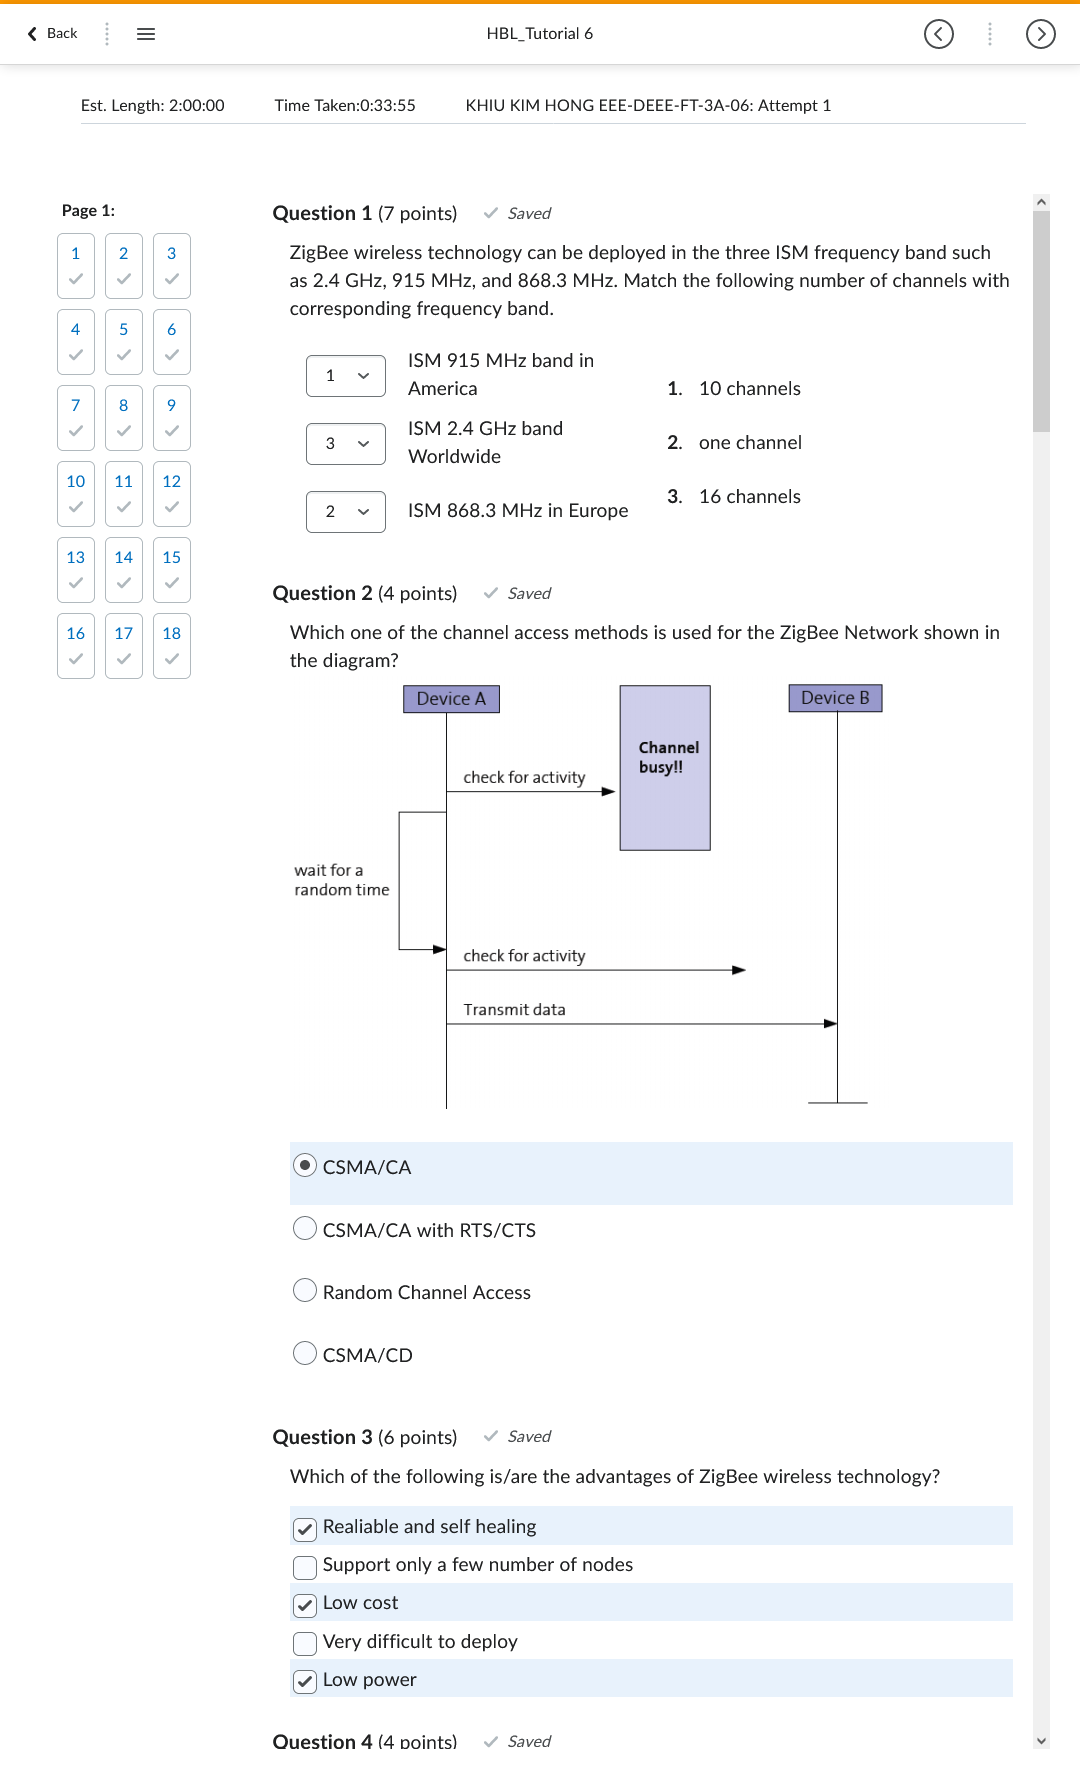 Back
HBL_Tutorial 6
Est. Length: 2:00:00 Time Taken:0:33:55 KHIU KIM HONG EEE-DEEE-FT-3A-06: Attempt 1
Page 1:
1 2 3
4 5 6
7 8 9
10 11 12
13 14 15
16 17 18
Question 1 (7 points) Saved
ZigBee wireless technology can be deployed in the three ISM frequency band such
as 2.4 GHz, 915 MHz, and 868.3 MHz. Match the following number of channels with
corresponding frequency band.
1 ISM 915 MHz band in
America
3 ISM 2.4 GHz band
Worldwide
2 ISM 868.3 MHz in Europe
1. 10 channels
2. one channel
3. 16 channels
Question 2 (4 points) Saved
Which one of the channel access methods is used for the ZigBee Network shown in
the diagram?
Device A
Device B
Channel
busy!!
check for activity
wait for a
random time
check for activity
Transmit data
CSMA/CA
CSMA/CA with RTS/CTS
Random Channel Access
CSMA/CD
Question 3 (6 points) Saved
Which of the following is/are the advantages of ZigBee wireless technology?
Realiable and self healing
Support only a few number of nodes
Low cost
Very difficult to deploy
Low power
Question 4 (4 points) Saved